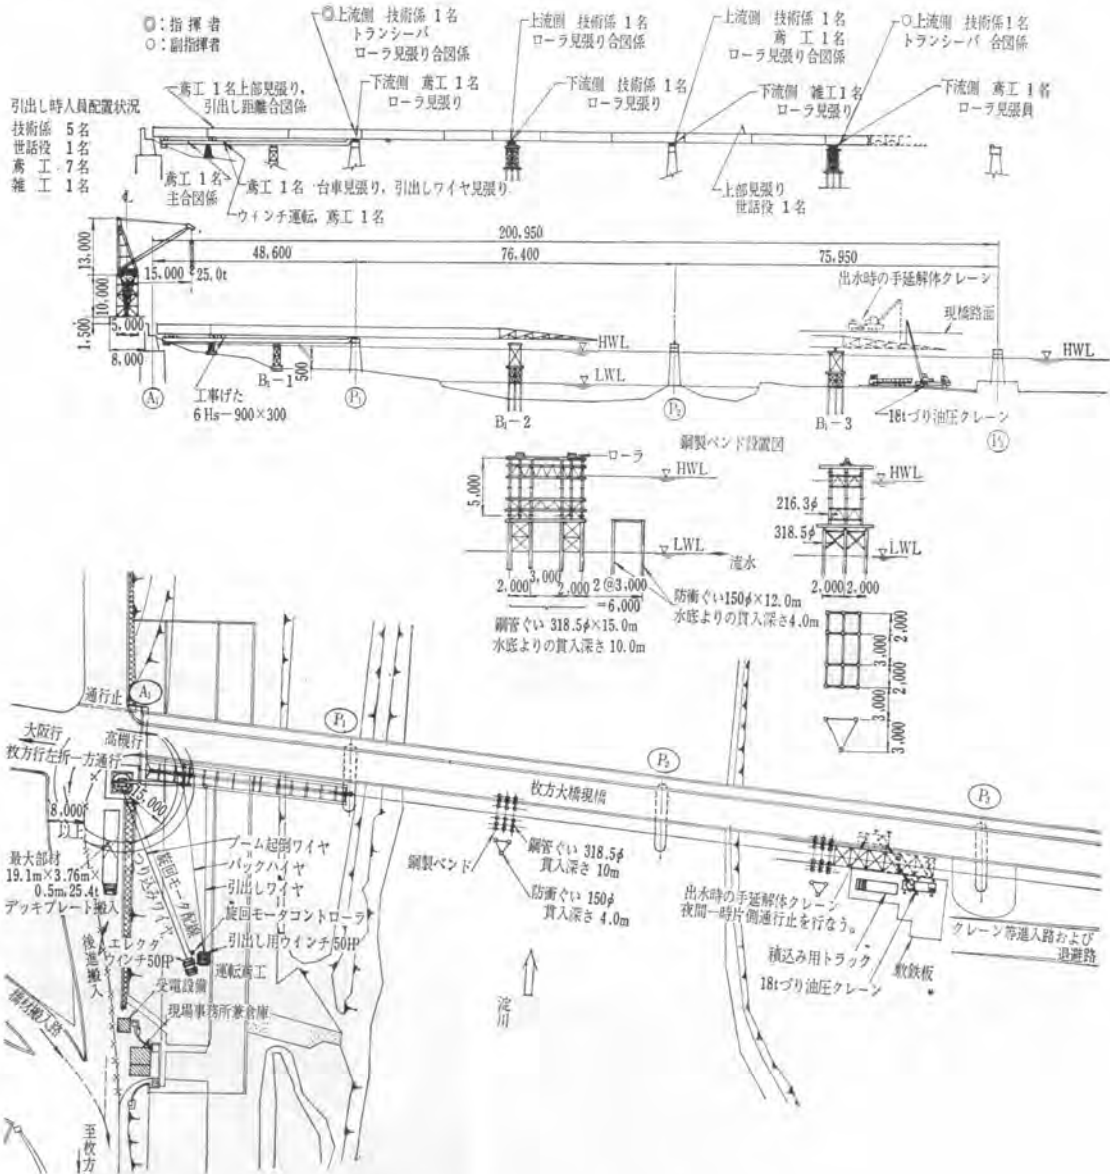 ◎：指揮者
○：副指揮者
◎上流側 技術係 1名
トランシーバ
ローラ見張り合図係
上流側 技術係 1名
ローラ見張り合図係
上流側 技術係 1名
鳶工 1名
ローラ見張り合図係
○上流側 技術係1名
トランシーバ 合図係
鳶工 1名上部見張り，
引出し距離合図係
下流側 鳶工 1名
ローラ見張り
下流側 技術係 1名
ローラ見張り
下流側 雑工1名
ローラ見張り
下流側 鳶工 1名
ローラ見張員
引出し時人員配置状況
技術係 5名
世話役 1名
鳶工 7名
雑工 1名
鳶工 1名
主合図係
鳶工 1名 台車見張り，引出しワイヤ見張り
ウィンチ運転，鳶工 1名
上部見張り
世話役 1名
200,950
48,600
76,400
75,950
13,000
10,000
1,500
15,000
25.0t
5,000
8,000
出水時の手延解体クレーン
現橋路面
HWL
HWL
LWL
A₁
B₁−1
500
P₁
工事げた
6 Hs−900×300
B₁−2
P₂
B₁−3
18tづり油圧クレーン
P₃
鋼製ベンド設置図
ローラ
HWL
5,000
LWL
流水
2,000
3,000
2,000
2@3,000
=6,000
鋼管ぐい 318.5φ×15.0m
水底よりの貫入深さ 10.0m
防衝ぐい150φ×12.0m
水底よりの貫入深さ4.0m
HWL
216.3φ
318.5φ
LWL
2,000
2,000
2,000
3,000
2,000
3,000
3,000
通行止
A₁
大阪行
高槻行
枚方行左折一方通行
P₁
15,000
8,000
以上
枚方大橋現橋
P₂
P₃
最大部材
19.1m×3.76m×
0.5m,25.4t
デッキプレート搬入
ブーム起倒ワイヤ
バックハイヤ
引出しワイヤ
旋回モータコントローラ
引出し用ウインチ50HP
運転鳶工
つり込みワイヤ
旋回モータ配線
後進搬入
エレクタ
ウィンチ50HP
受電設備
現場事務所兼倉庫
橋材搬入路
至枚方
鋼製ベンド
鋼管ぐい 318.5φ
貫入深さ 10m
防衝ぐい 150φ
貫入深さ 4.0m
淀川
出水時の手延解体クレーン
夜間一時片側通行止を行なう。
積込み用トラック
18tづり油圧クレーン
敷鉄板
クレーン等進入路および
退避路